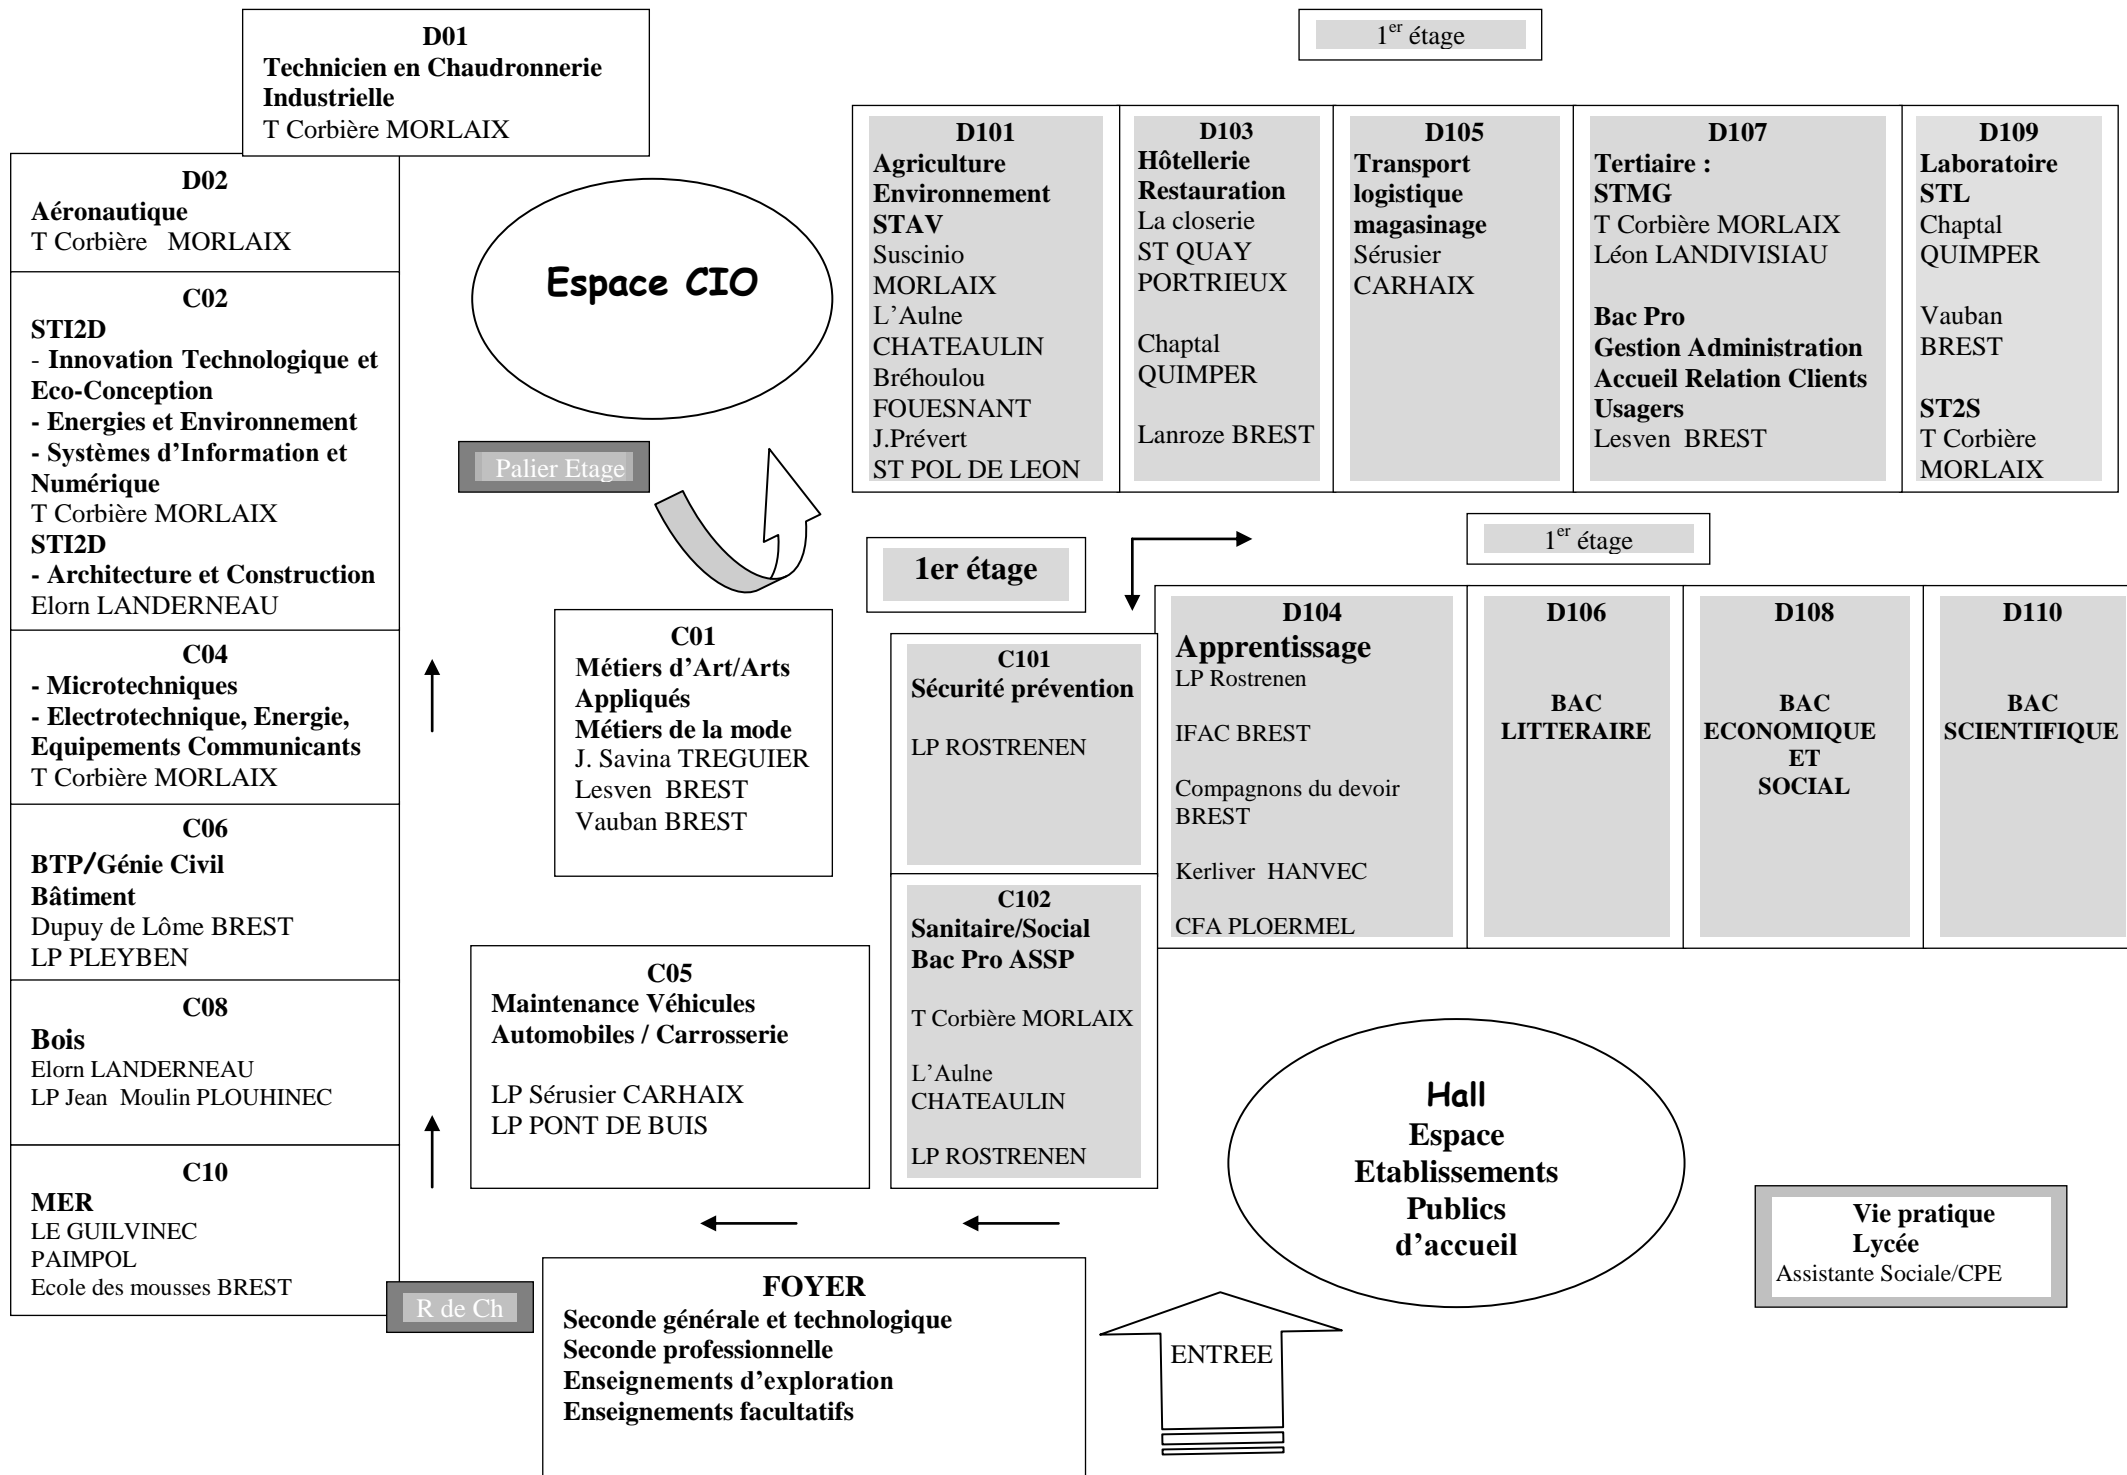 D01
Technicien en Chaudronnerie
Industrielle
T Corbière MORLAIX
1er étage
D02
Aéronautique
T Corbière MORLAIX
C02
STI2D
- Innovation Technologique et
Eco-Conception
- Energies et Environnement
- Systèmes d’Information et
Numérique
T Corbière MORLAIX
STI2D
- Architecture et Construction
Elorn LANDERNEAU
C04
- Microtechniques
- Electrotechnique, Energie,
Equipements Communicants
T Corbière MORLAIX
C06
BTP/Génie Civil
Bâtiment
Dupuy de Lôme BREST
LP PLEYBEN
C08
Bois
Elorn LANDERNEAU
LP Jean Moulin PLOUHINEC
C10
MER
LE GUILVINEC
PAIMPOL
Ecole des mousses BREST
Espace CIO
Palier Etage
D101
Agriculture
Environnement
STAV
Suscinio
MORLAIX
L’Aulne
CHATEAULIN
Bréhoulou
FOUESNANT
J.Prévert
ST POL DE LEON
D103
Hôtellerie
Restauration
La closerie
ST QUAY
PORTRIEUX
Chaptal
QUIMPER
Lanroze BREST
D105
Transport
logistique
magasinage
Sérusier
CARHAIX
D107
Tertiaire :
STMG
T Corbière MORLAIX
Léon LANDIVISIAU
Bac Pro
Gestion Administration
Accueil Relation Clients
Usagers
Lesven BREST
D109
Laboratoire
STL
Chaptal
QUIMPER
Vauban
BREST
ST2S
T Corbière
MORLAIX
1er étage
1er étage
C01
Métiers d’Art/Arts
Appliqués
Métiers de la mode
J. Savina TREGUIER
Lesven BREST
Vauban BREST
C101
Sécurité prévention
LP ROSTRENEN
C102
Sanitaire/Social
Bac Pro ASSP
T Corbière MORLAIX
L’Aulne
CHATEAULIN
LP ROSTRENEN
D104
Apprentissage
LP Rostrenen
IFAC BREST
Compagnons du devoir
BREST
Kerliver HANVEC
CFA PLOERMEL
D106
BAC
LITTERAIRE
D108
BAC
ECONOMIQUE
ET
SOCIAL
D110
BAC
SCIENTIFIQUE
C05
Maintenance Véhicules
Automobiles / Carrosserie
LP Sérusier CARHAIX
LP PONT DE BUIS
Hall
Espace
Etablissements
Publics
d’accueil
Vie pratique
Lycée
Assistante Sociale/CPE
R de Ch
FOYER
Seconde générale et technologique
Seconde professionnelle
Enseignements d’exploration
Enseignements facultatifs
ENTREE